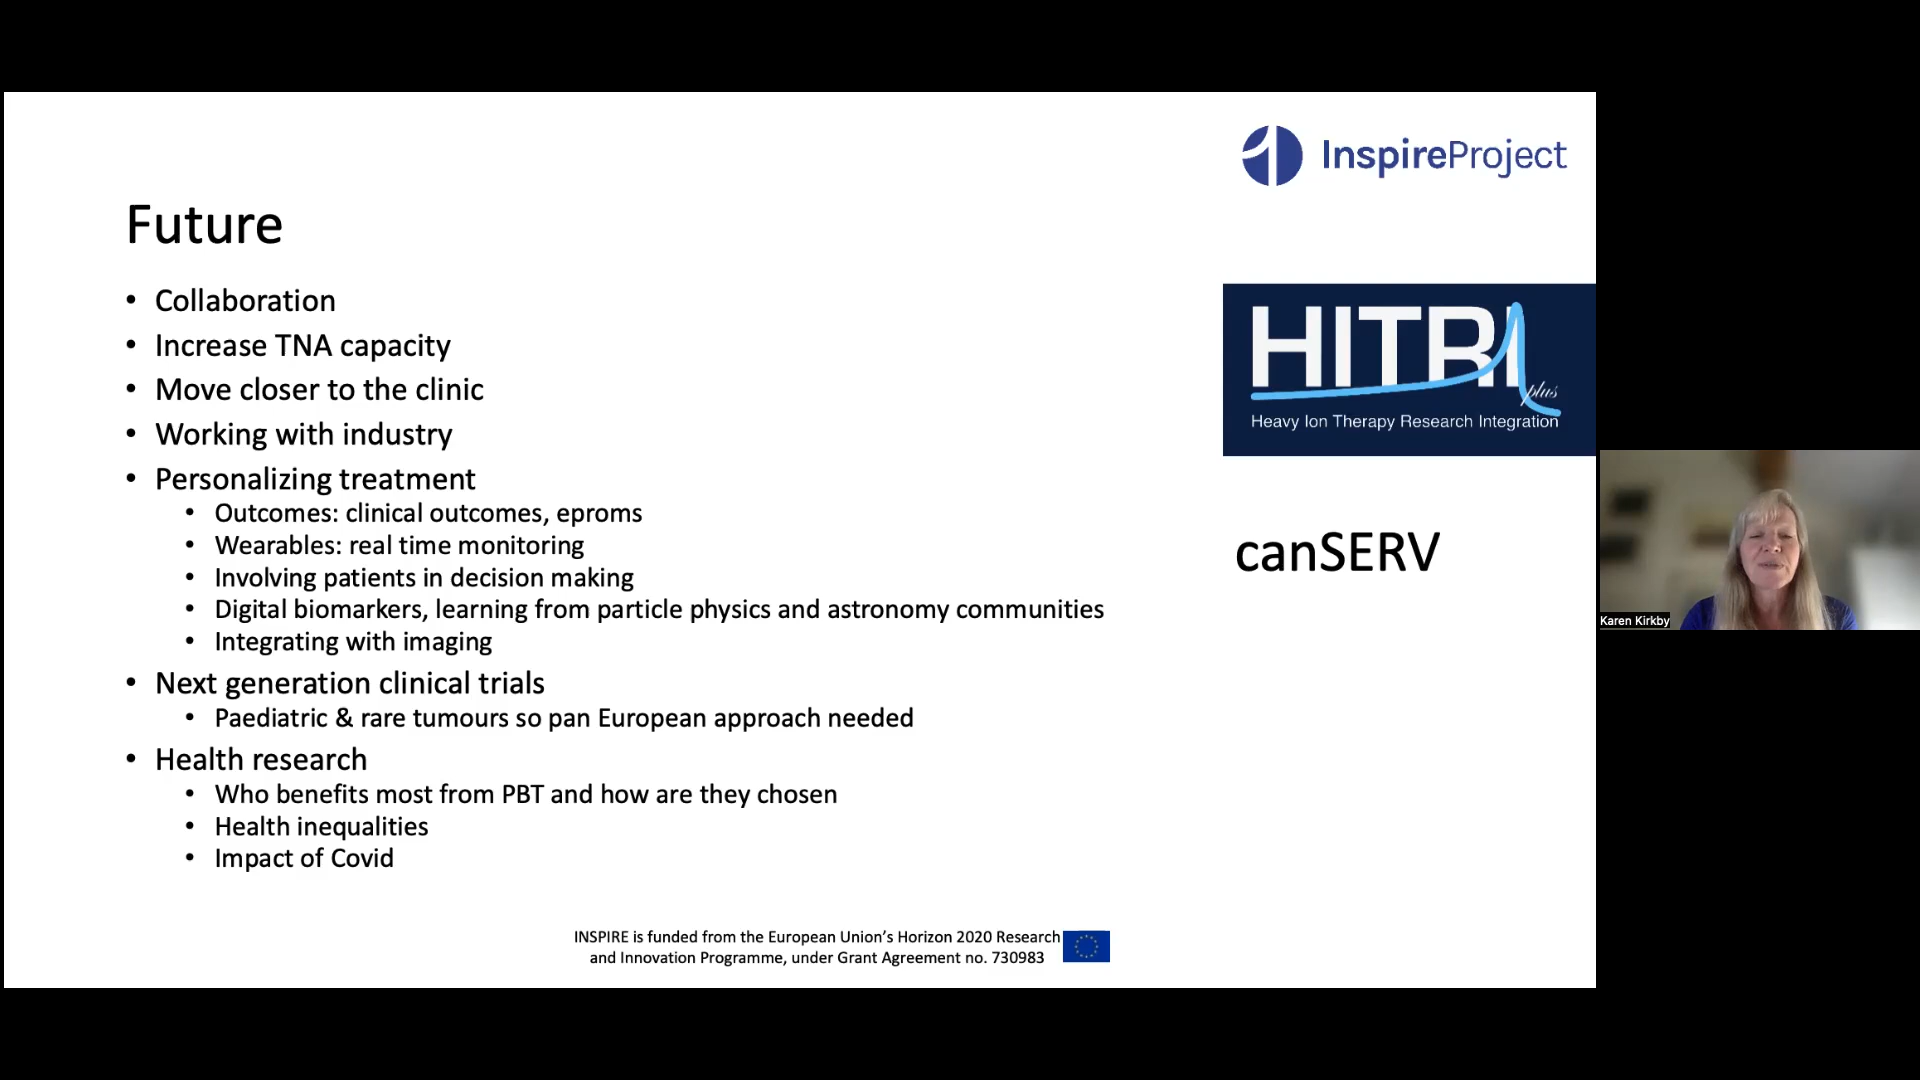 InspireProject
Future
• Collaboration
• Increase TNA capacity
• Move closer to the clinic
• Working with industry
• Personalizing treatment
• Outcomes: clinical outcomes, eproms
• Wearables: real time monitoring
• Involving patients in decision making
• Digital biomarkers, learning from particle physics and astronomy communities
• Integrating with imaging
• Next generation clinical trials
• Paediatric & rare tumours so pan European approach needed
• Health research
• Who benefits most from PBT and how are they chosen
• Health inequalities
• Impact of Covid
HITRI
plus
Heavy Ion Therapy Research Integration
canSERV
Karen Kirkby
INSPIRE is funded from the European Union’s Horizon 2020 Research
and Innovation Programme, under Grant Agreement no. 730983